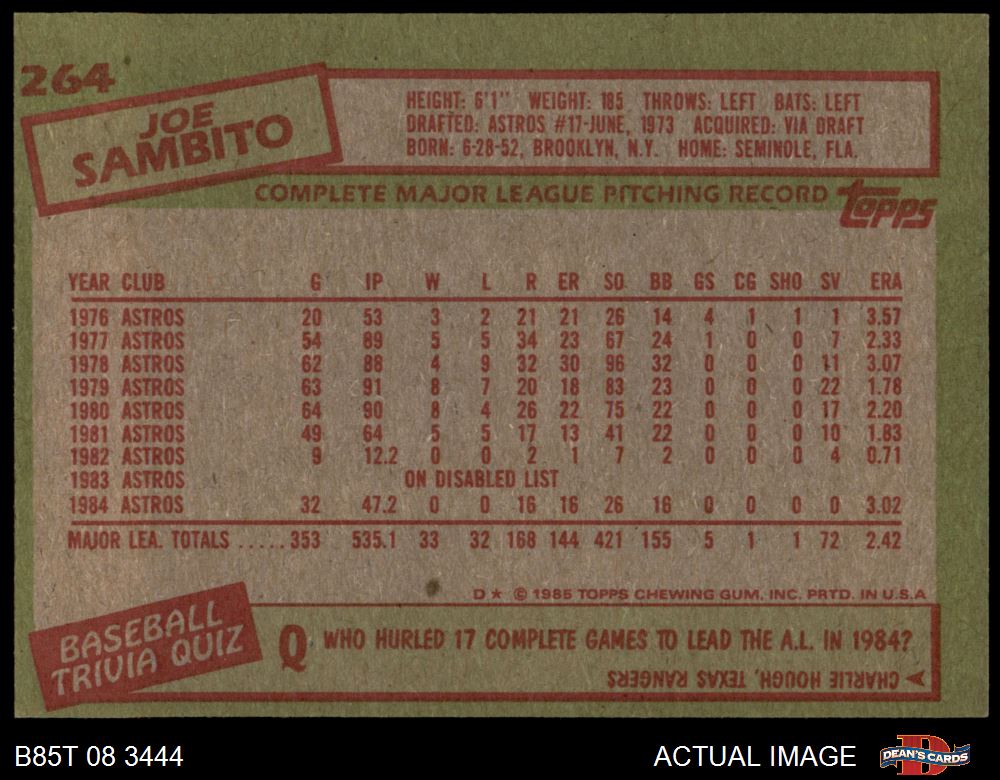 264
JOE
SAMBITO
HEIGHT: 6'1" WEIGHT: 185 THROWS: LEFT BATS: LEFT
DRAFTED: ASTROS #17-JUNE, 1973 ACQUIRED: VIA DRAFT
BORN: 6-28-52, BROOKLYN, N.Y. HOME: SEMINOLE, FLA.
COMPLETE MAJOR LEAGUE PITCHING RECORD topps
YEAR CLUB G IP W L R ER SO BB GS CG SHO SV ERA
1976 ASTROS 20 53 3 2 21 21 26 14 4 1 1 1 3.57
1977 ASTROS 54 89 5 5 34 23 67 24 1 0 0 7 2.33
1978 ASTROS 62 88 4 9 32 30 96 32 0 0 0 11 3.07
1979 ASTROS 63 91 8 7 20 18 83 23 0 0 0 22 1.78
1980 ASTROS 64 90 8 4 26 22 75 22 0 0 0 17 2.20
1981 ASTROS 49 64 5 5 17 13 41 22 0 0 0 10 1.83
1982 ASTROS 9 12.2 0 0 2 1 7 2 0 0 0 4 0.71
1983 ASTROS ON DISABLED LIST
1984 ASTROS 32 47.2 0 0 16 16 26 16 0 0 0 0 3.02
MAJOR LEA. TOTALS ..... 353 535.1 33 32 168 144 421 155 5 1 1 72 2.42
D★ © 1985 TOPPS CHEWING GUM, INC. PRTD. IN U.S.A
BASEBALL
TRIVIA QUIZ
Q WHO HURLED 17 COMPLETE GAMES TO LEAD THE A.L. IN 1984?
CHARLIE HOUGH, TEXAS RANGERS
B85T 08 3444
ACTUAL IMAGE
DEAN'S CARDS